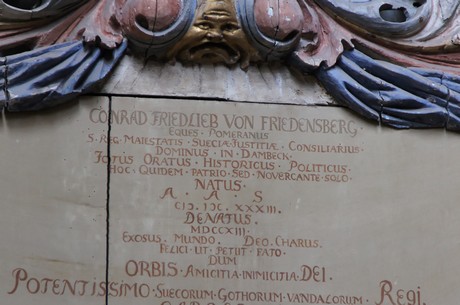 CONRAD FRIEDLIEB VON FRIEDENSBERG.
EQUES · POMERANUS
S · REG · MAIESTATIS · SUECIÆ · JUSTITIÆ · CONSILIARIUS
DOMINUS · IN · DAMBECK ·
TOTUS ORATUS · HISTORICUS · POLITICUS ·
HOC · QUIDEM · PATRIO · SED · NOVERCANTE · SOLO ·
NATUS ·
A · A · S
CIↃ · IↃC · XXXIII ·
DENATUS ·
MDCCXIII ·
EXOSUS · MUNDO · DEO · CHARUS ·
FELICI · UT · PETIIT · FATO ·
DUM
ORBIS · AMICITIA · INIMICITIA · DEI ·
POTENTISSIMO · SUECORUM · GOTHORUM · VANDALORUM · REGI ·